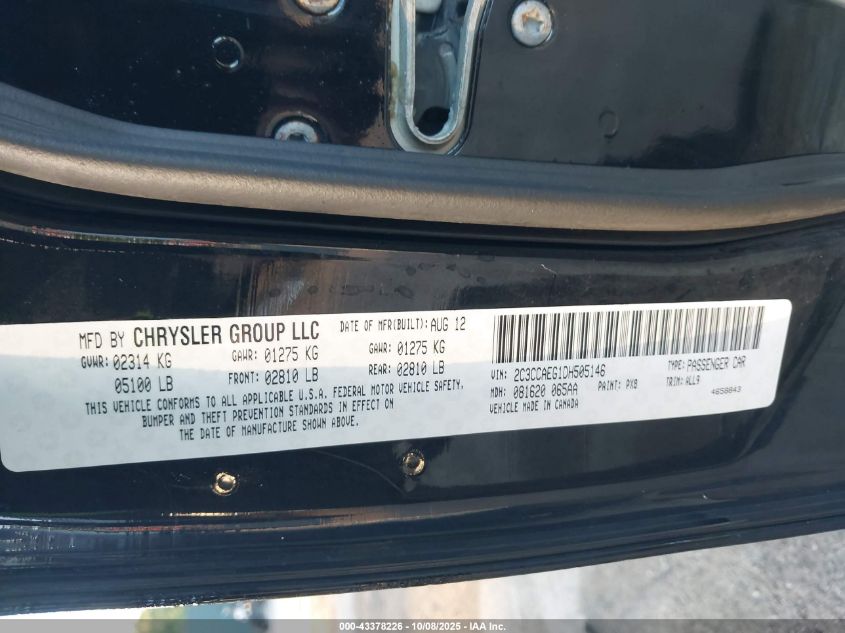 MFD BY CHRYSLER GROUP LLC DATE OF MFR(BUILT): AUG 12
GVWR: 02314 KG GAWR: 01275 KG GAWR: 01275 KG
05100 LB FRONT: 02810 LB REAR: 02810 LB
THIS VEHICLE CONFORMS TO ALL APPLICABLE U.S.A. FEDERAL MOTOR VEHICLE SAFETY,
BUMPER AND THEFT PREVENTION STANDARDS IN EFFECT ON
THE DATE OF MANUFACTURE SHOWN ABOVE.
VIN: 2C3CCAEG1DH505146 TYPE: PASSENGER CAR
MDH: 081620 065AA PAINT: PX8 TRIM: ALL9
VEHICLE MADE IN CANADA 4658843
000-43378226 - 10/08/2025 - IAA Inc.